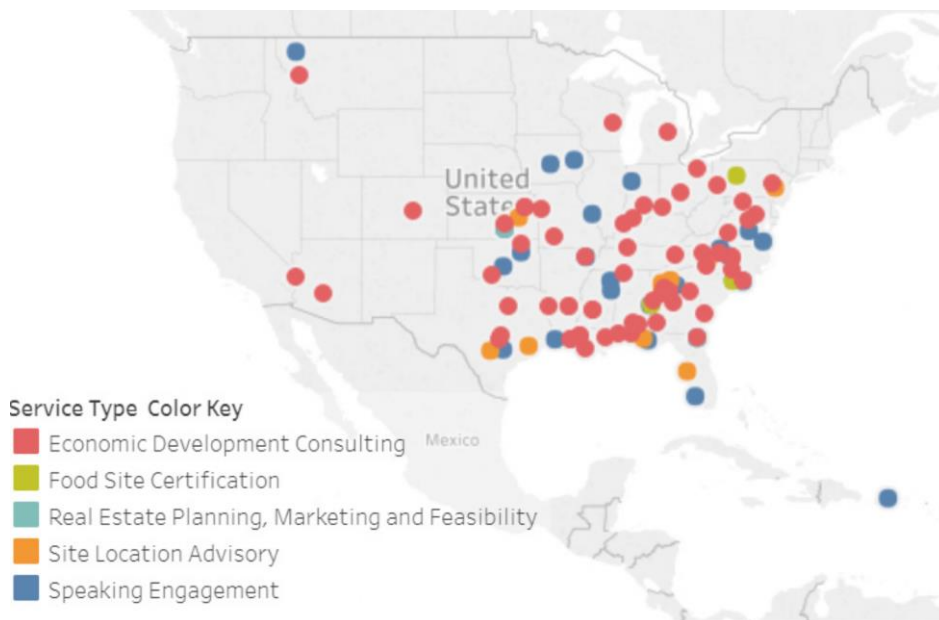 United
States
Mexico
Service Type Color Key
Economic Development Consulting
Food Site Certification
Real Estate Planning, Marketing and Feasibility
Site Location Advisory
Speaking Engagement